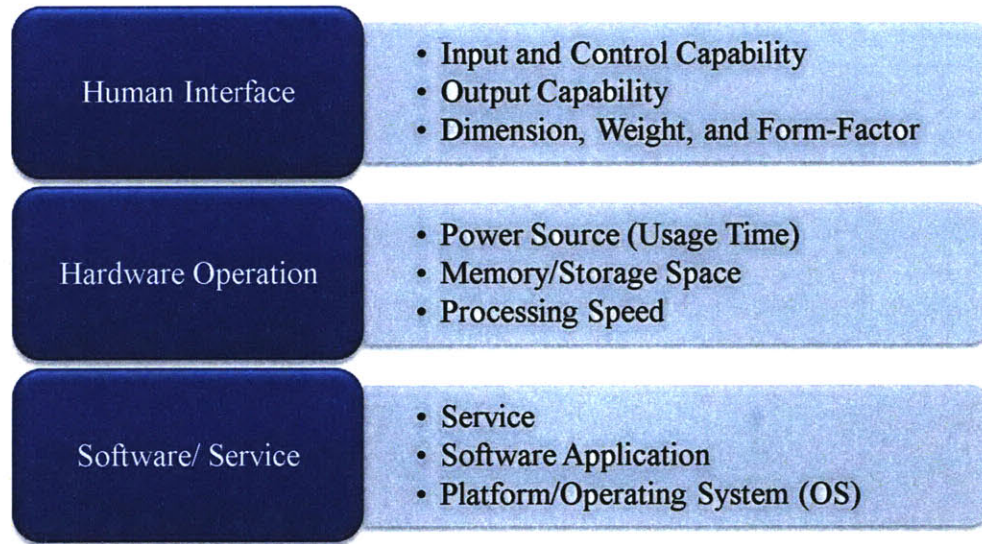 Human Interface
• Input and Control Capability
• Output Capability
• Dimension, Weight, and Form-Factor
Hardware Operation
• Power Source (Usage Time)
• Memory/Storage Space
• Processing Speed
Software/ Service
• Service
• Software Application
• Platform/Operating System (OS)